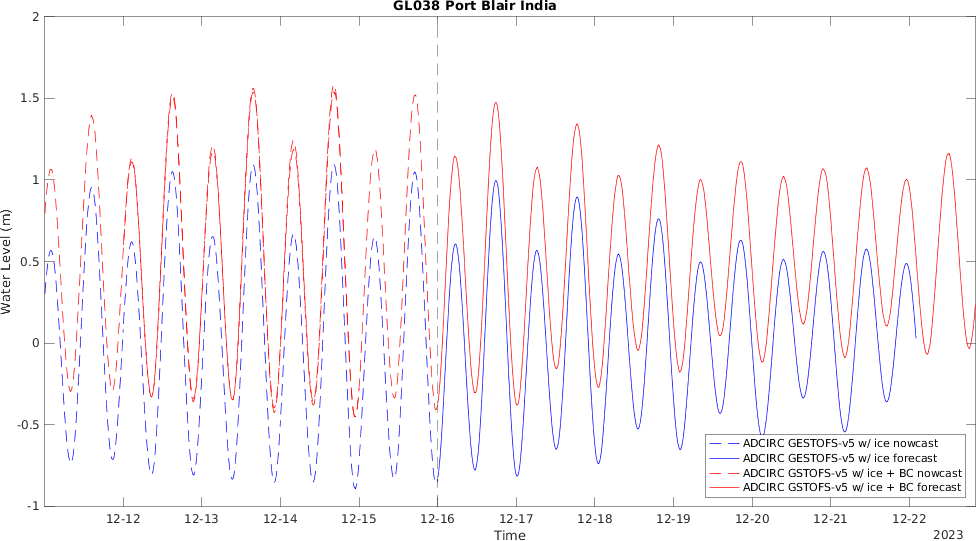 GL038 Port Blair India
2
1.5
1
0.5
0
-0.5
-1
Water Level (m)
12-12 12-13 12-14 12-15 12-16 12-17 12-18 12-19 12-20 12-21 12-22
Time
2023
ADCIRC GESTOFS-v5 w/ ice nowcast
ADCIRC GESTOFS-v5 w/ ice forecast
ADCIRC GSTOFS-v5 w/ ice + BC nowcast
ADCIRC GSTOFS-v5 w/ ice + BC forecast